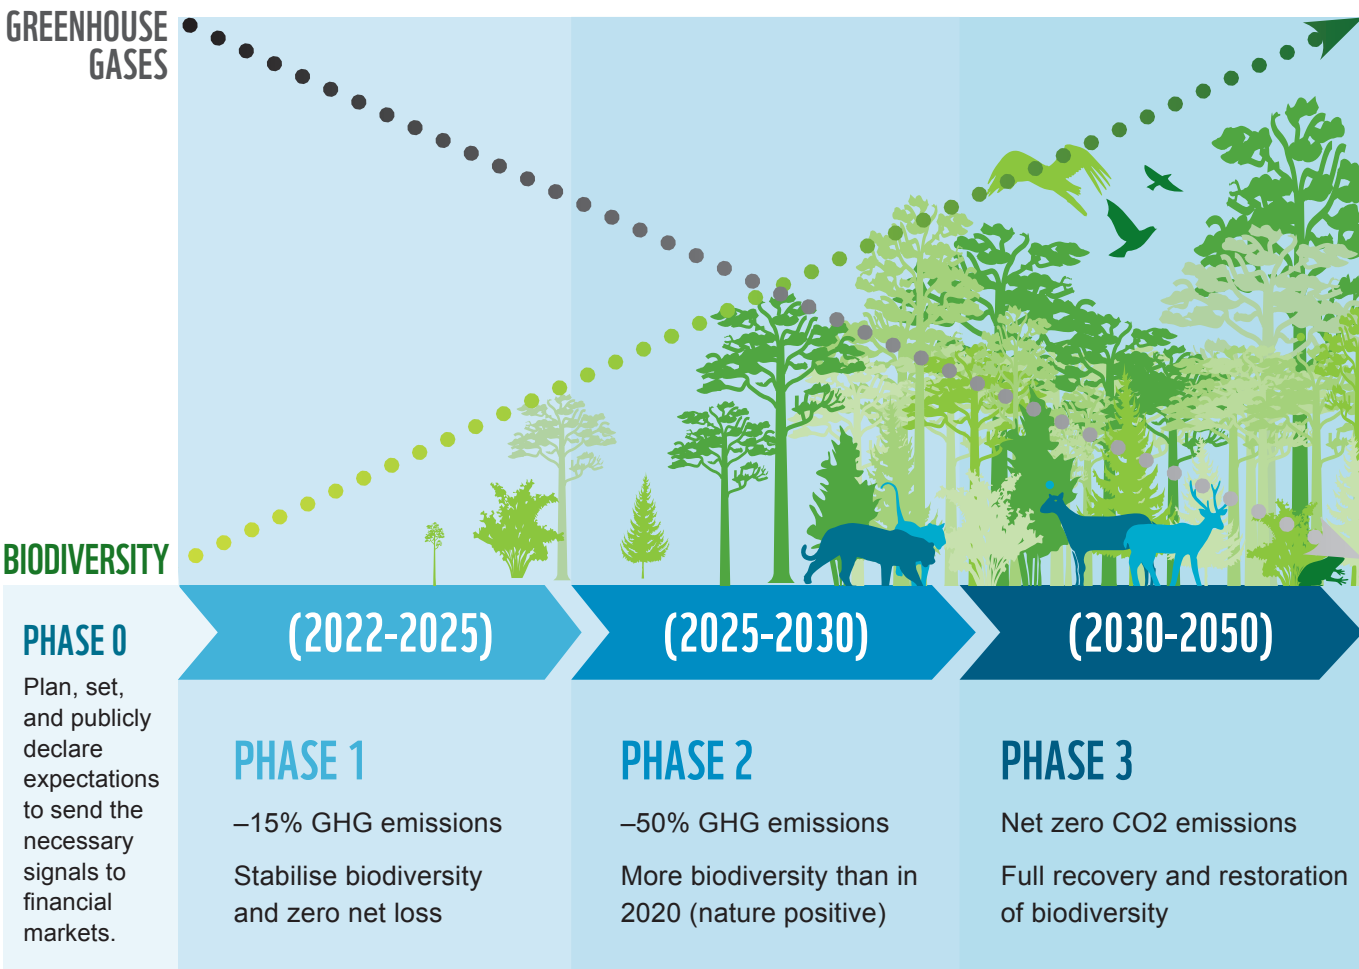 GREENHOUSE
GASES
BIODIVERSITY
PHASE 0
Plan, set,
and publicly
declare
expectations
to send the
necessary
signals to
financial
markets.
(2022-2025)
PHASE 1
–15% GHG emissions
Stabilise biodiversity
and zero net loss
(2025-2030)
PHASE 2
–50% GHG emissions
More biodiversity than in
2020 (nature positive)
(2030-2050)
PHASE 3
Net zero CO2 emissions
Full recovery and restoration
of biodiversity